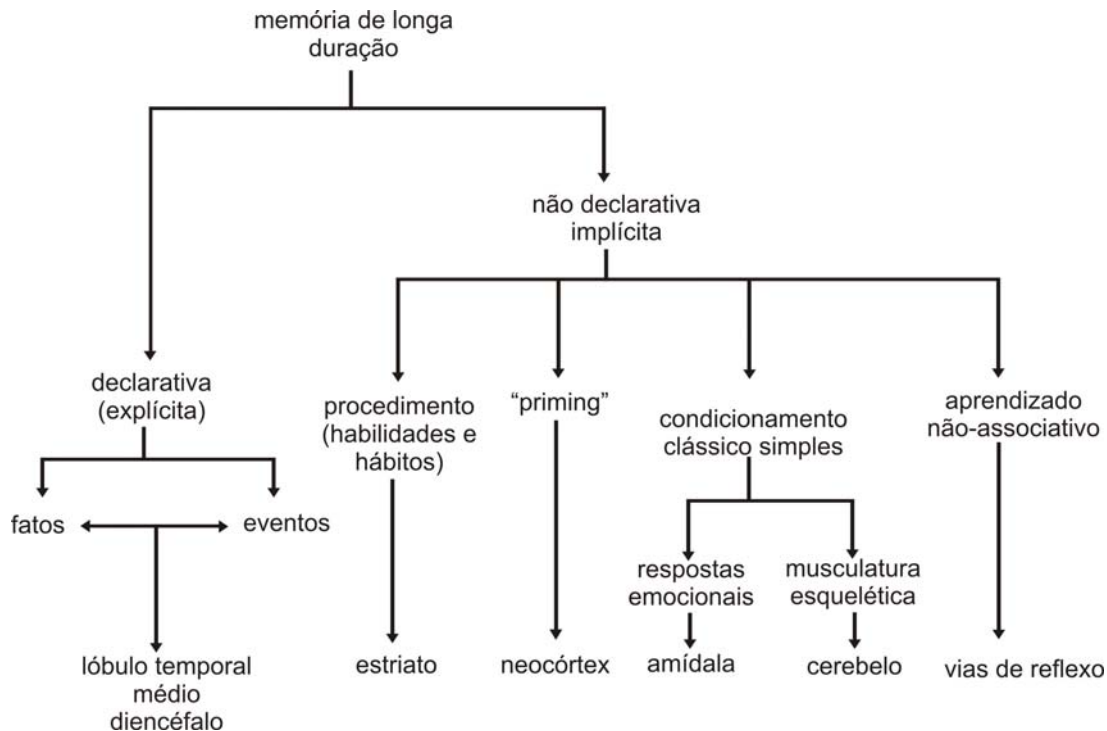 memória de longa
duração
não declarativa
implícita
declarativa
(explícita)
procedimento
(habilidades e
hábitos)
“priming”
condicionamento
clássico simples
aprendizado
não-associativo
fatos
eventos
respostas
emocionais
musculatura
esquelética
lóbulo temporal
médio
diencéfalo
estriato
neocórtex
amídala
cerebelo
vias de reflexo